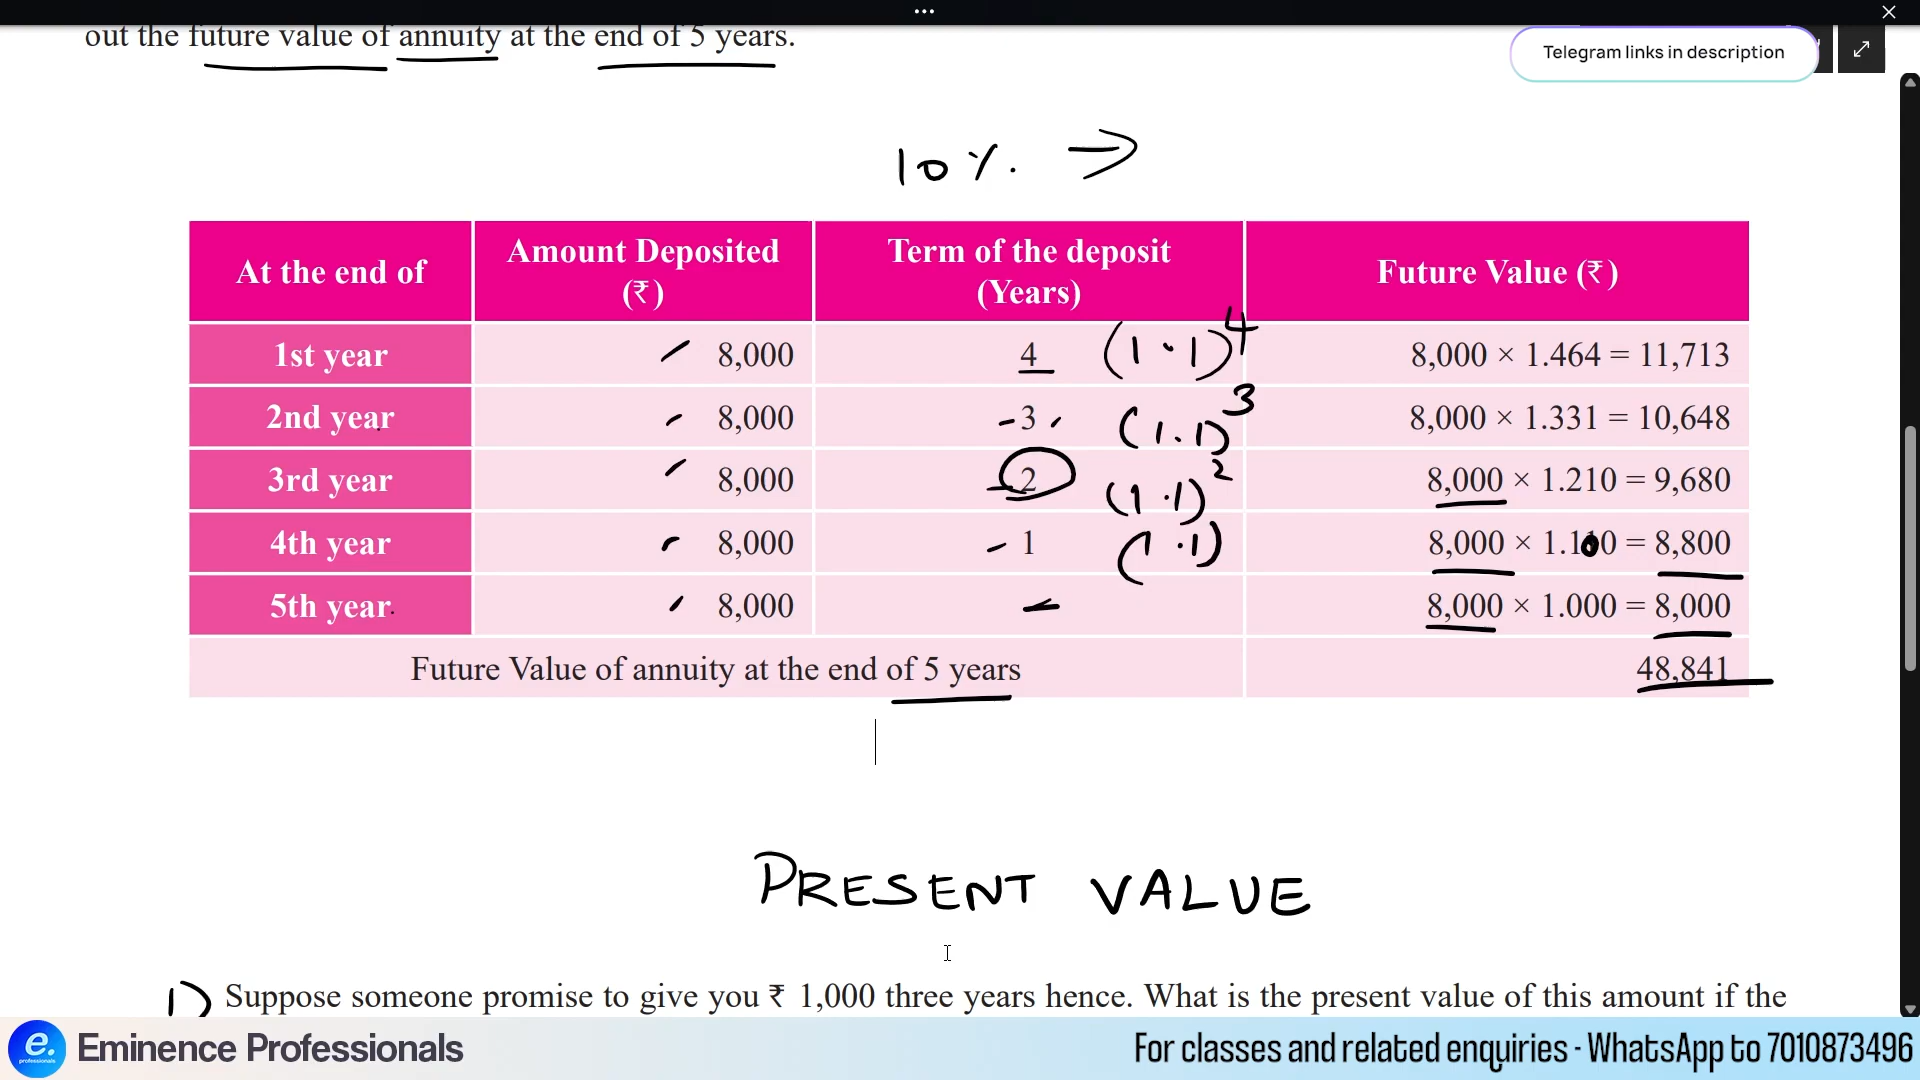 out the future value of annuity at the end of 5 years.
Telegram links in description
10%. →
At the end of Amount Deposited (₹) Term of the deposit (Years) Future Value (₹)
1st year 8,000 4 (1.1)^4 8,000 × 1.464 = 11,713
2nd year 8,000 3 (1.1)^3 8,000 × 1.331 = 10,648
3rd year 8,000 2 (1.1)^2 8,000 × 1.210 = 9,680
4th year 8,000 1 (1.1) 8,000 × 1.100 = 8,800
5th year 8,000 - 8,000 × 1.000 = 8,000
Future Value of annuity at the end of 5 years 48,841
PRESENT VALUE
1) Suppose someone promise to give you ₹ 1,000 three years hence. What is the present value of this amount if the
e. professionals
Eminence Professionals
For classes and related enquiries - WhatsApp to 7010873496